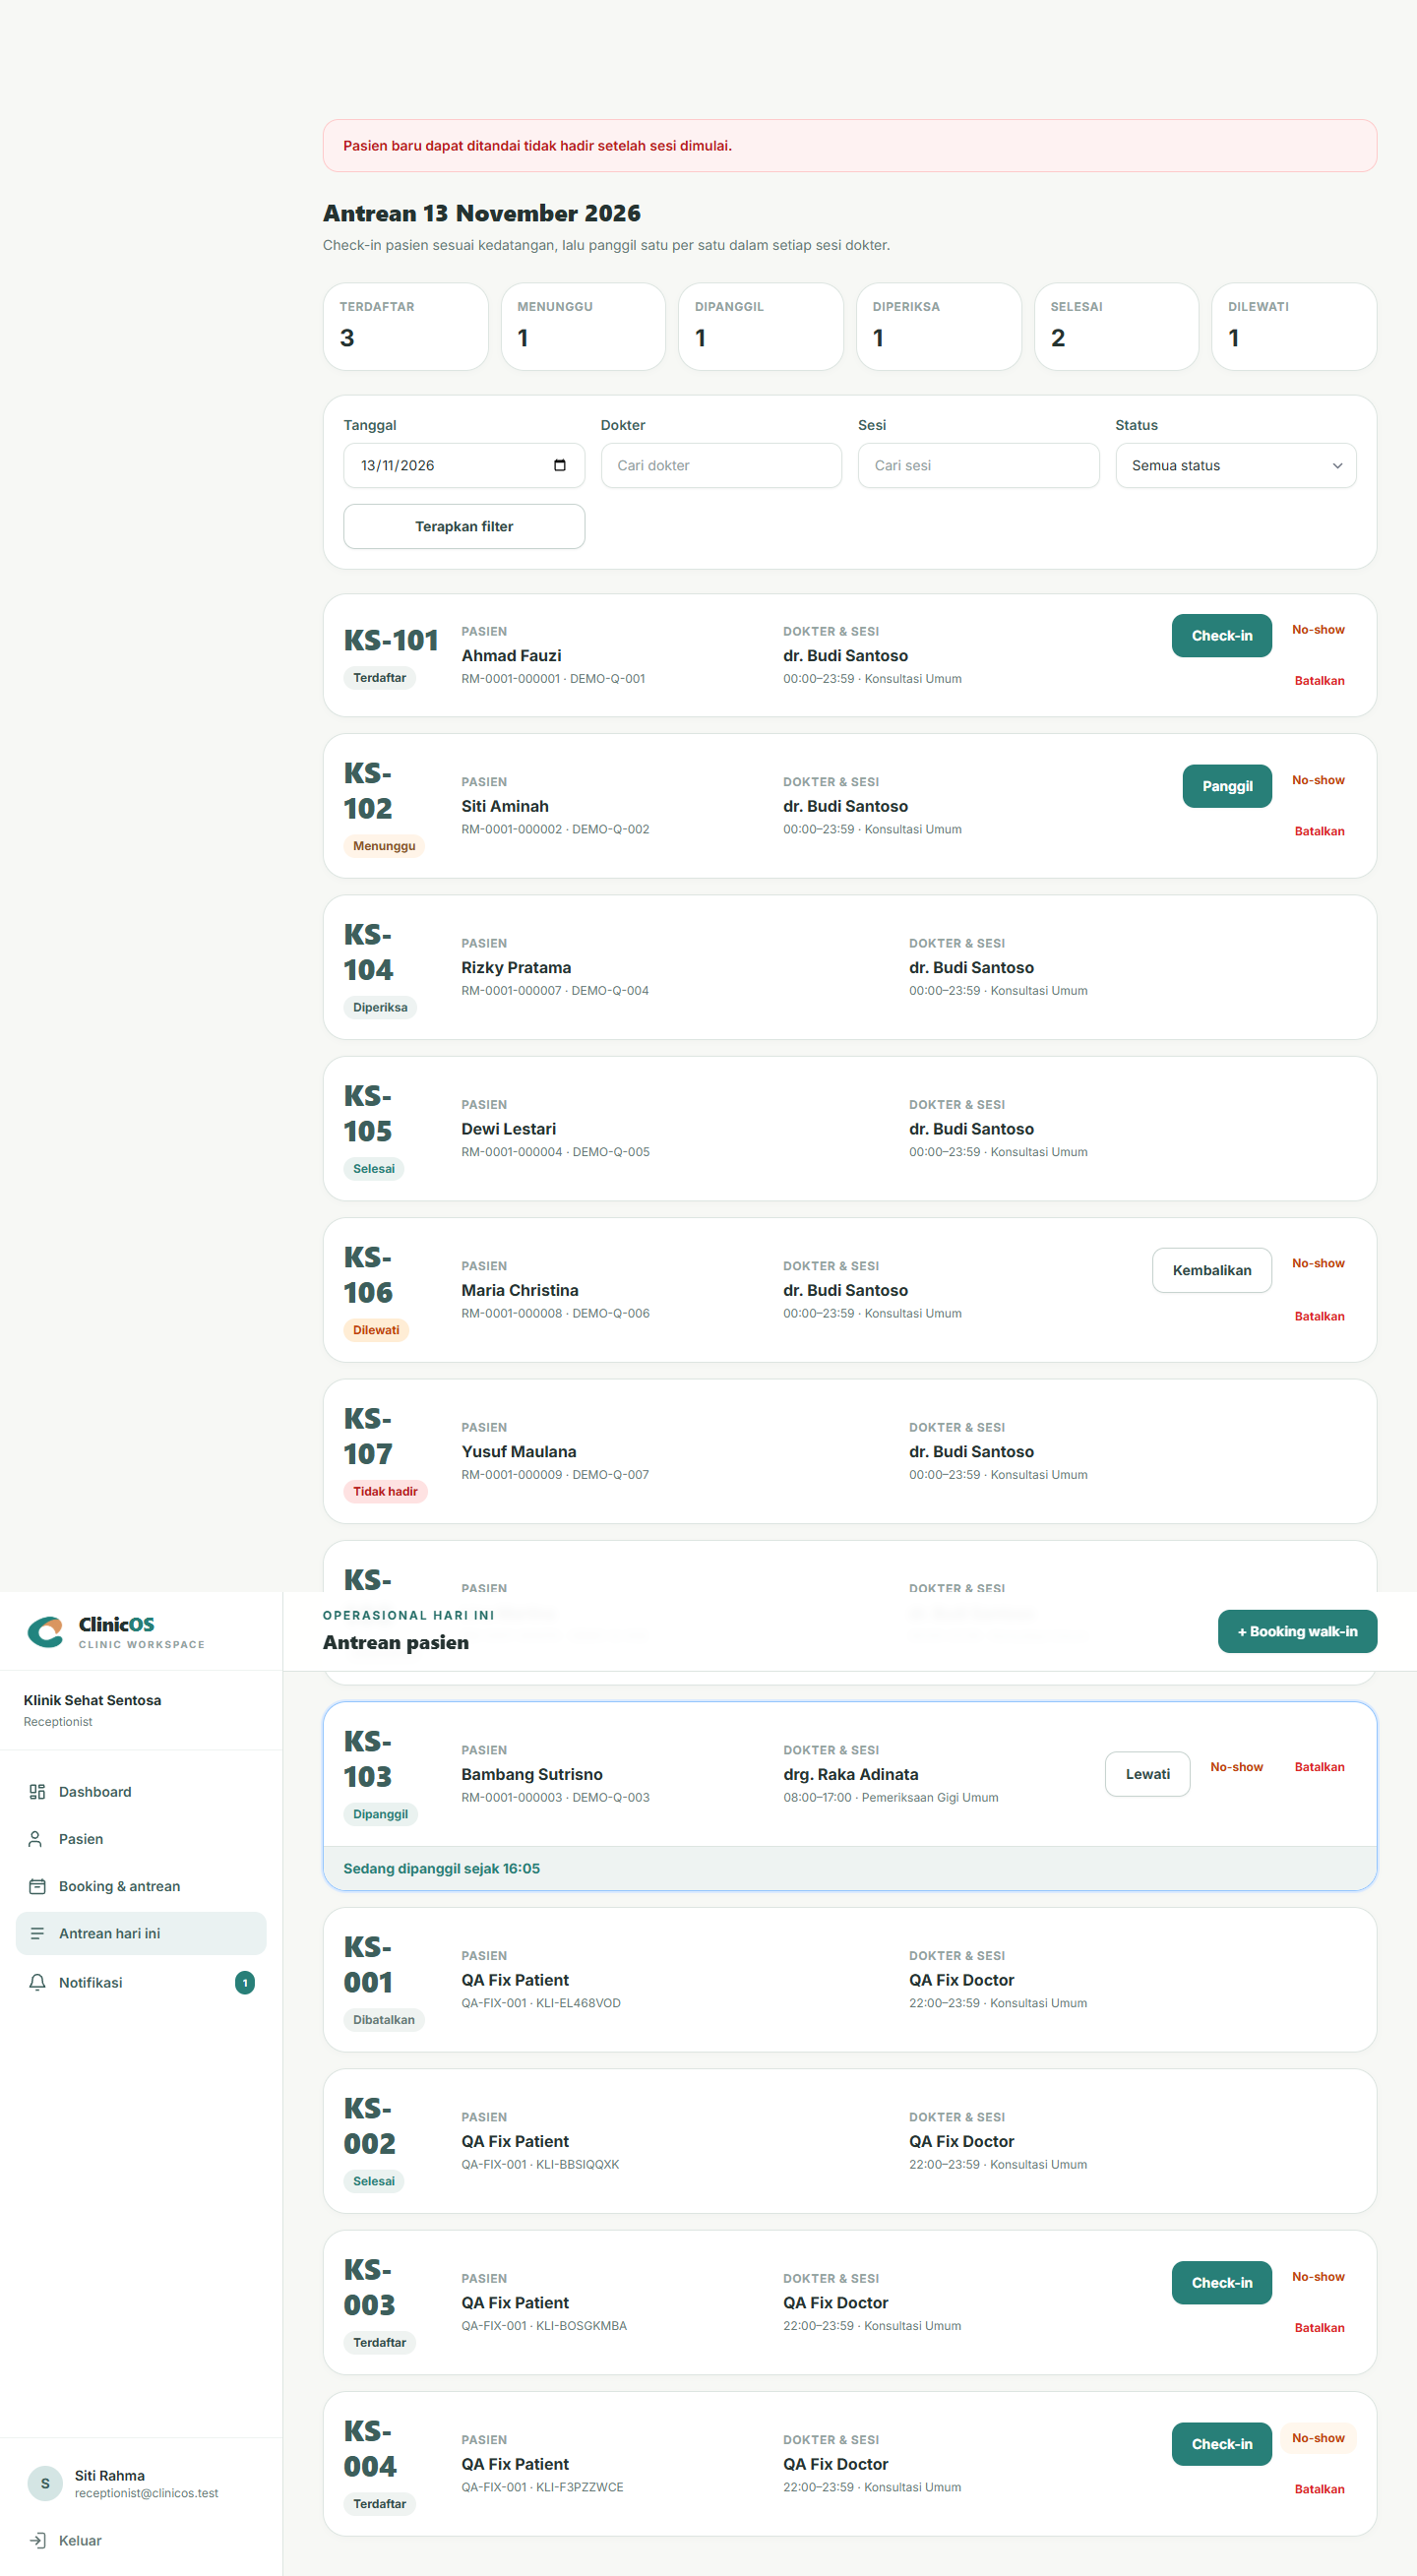 Pasien baru dapat ditandai tidak hadir setelah sesi dimulai.
Antrean 13 November 2026
Check-in pasien sesuai kedatangan, lalu panggil satu per satu dalam setiap sesi dokter.
TERDAFTAR
3
MENUNGGU
1
DIPANGGIL
1
DIPERIKSA
1
SELESAI
2
DILEWATI
1
Tanggal
13/11/2026
Dokter
Cari dokter
Sesi
Cari sesi
Status
Semua status
Terapkan filter
KS-101
Terdaftar
PASIEN
Ahmad Fauzi
RM-0001-000001 · DEMO-Q-001
DOKTER & SESI
dr. Budi Santoso
00:00–23:59 · Konsultasi Umum
Check-in
No-show
Batalkan
KS-
102
Menunggu
PASIEN
Siti Aminah
RM-0001-000002 · DEMO-Q-002
DOKTER & SESI
dr. Budi Santoso
00:00–23:59 · Konsultasi Umum
Panggil
No-show
Batalkan
KS-
104
Diperiksa
PASIEN
Rizky Pratama
RM-0001-000007 · DEMO-Q-004
DOKTER & SESI
dr. Budi Santoso
00:00–23:59 · Konsultasi Umum
KS-
105
Selesai
PASIEN
Dewi Lestari
RM-0001-000004 · DEMO-Q-005
DOKTER & SESI
dr. Budi Santoso
00:00–23:59 · Konsultasi Umum
KS-
106
Dilewati
PASIEN
Maria Christina
RM-0001-000008 · DEMO-Q-006
DOKTER & SESI
dr. Budi Santoso
00:00–23:59 · Konsultasi Umum
Kembalikan
No-show
Batalkan
KS-
107
Tidak hadir
PASIEN
Yusuf Maulana
RM-0001-000009 · DEMO-Q-007
DOKTER & SESI
dr. Budi Santoso
00:00–23:59 · Konsultasi Umum
KS-
PASIEN
DOKTER & SESI
ClinicOS
CLINIC WORKSPACE
Klinik Sehat Sentosa
Receptionist
Dashboard
Pasien
Booking & antrean
Antrean hari ini
Notifikasi
1
S
Siti Rahma
receptionist@clinicos.test
Keluar
OPERASIONAL HARI INI
Antrean pasien
+ Booking walk-in
KS-
103
Dipanggil
PASIEN
Bambang Sutrisno
RM-0001-000003 · DEMO-Q-003
DOKTER & SESI
drg. Raka Adinata
08:00–17:00 · Pemeriksaan Gigi Umum
Lewati
No-show
Batalkan
Sedang dipanggil sejak 16:05
KS-
001
Dibatalkan
PASIEN
QA Fix Patient
QA-FIX-001 · KLI-EL468VOD
DOKTER & SESI
QA Fix Doctor
22:00–23:59 · Konsultasi Umum
KS-
002
Selesai
PASIEN
QA Fix Patient
QA-FIX-001 · KLI-BBSIQQXK
DOKTER & SESI
QA Fix Doctor
22:00–23:59 · Konsultasi Umum
KS-
003
Terdaftar
PASIEN
QA Fix Patient
QA-FIX-001 · KLI-BOSGKMBA
DOKTER & SESI
QA Fix Doctor
22:00–23:59 · Konsultasi Umum
Check-in
No-show
Batalkan
KS-
004
Terdaftar
PASIEN
QA Fix Patient
QA-FIX-001 · KLI-F3PZZWCE
DOKTER & SESI
QA Fix Doctor
22:00–23:59 · Konsultasi Umum
Check-in
No-show
Batalkan